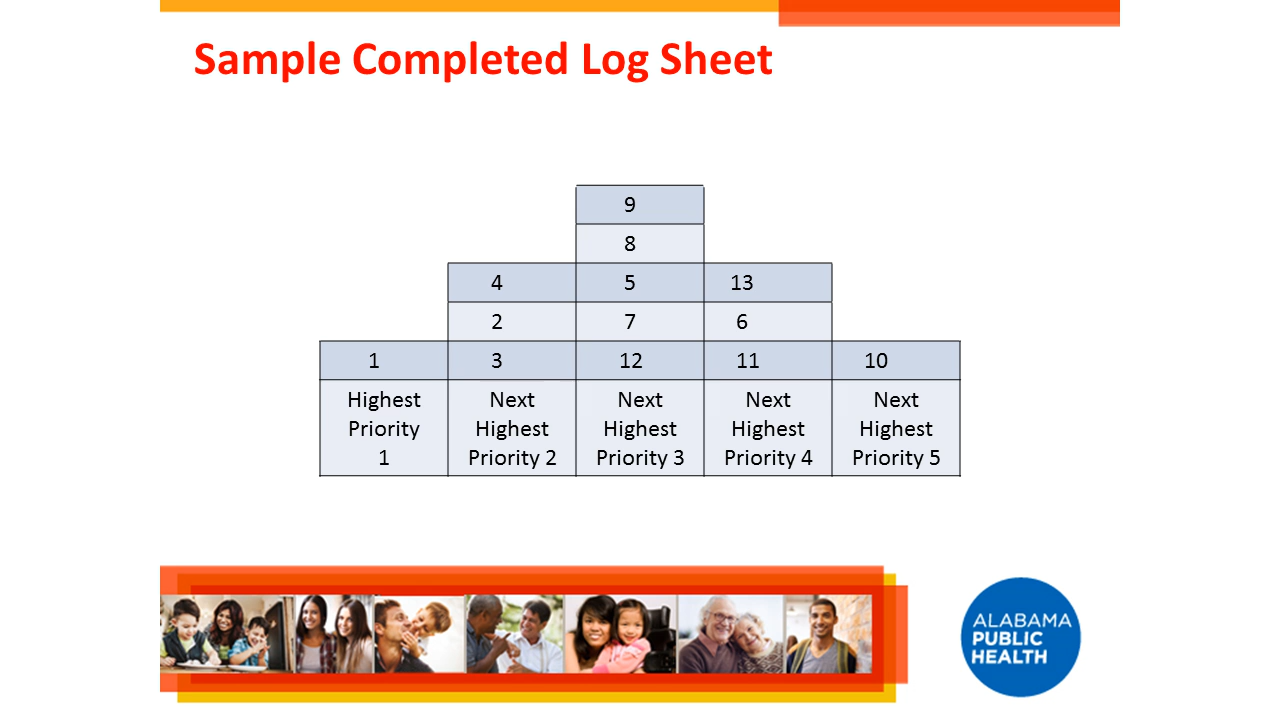 Sample Completed Log Sheet
9
8
4 5 13
2 7 6
1 3 12 11 10
Highest Next Next Next Next
Priority Highest Highest Highest Highest
1 Priority 2 Priority 3 Priority 4 Priority 5
ALABAMA
PUBLIC
HEALTH